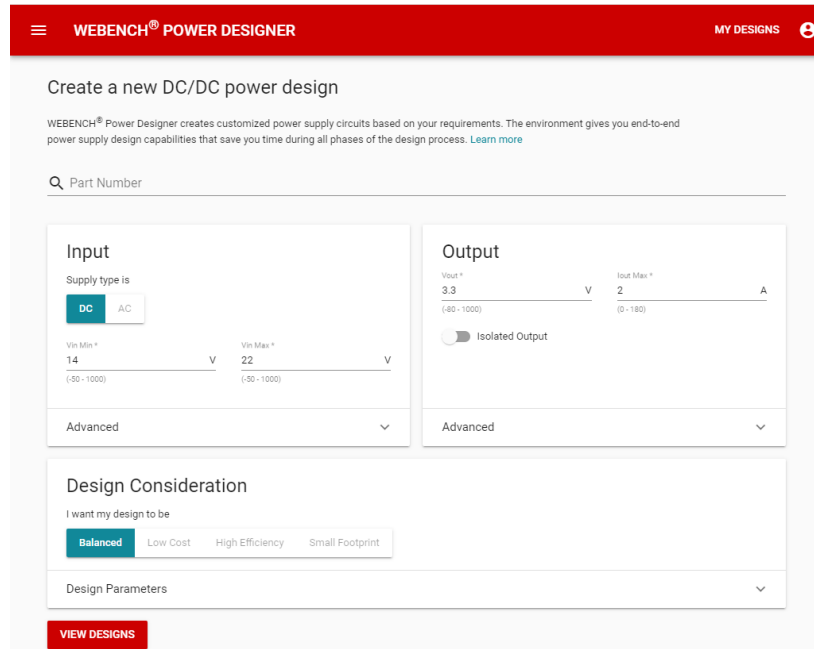 WEBENCH® POWER DESIGNER
MY DESIGNS
Create a new DC/DC power design
WEBENCH® Power Designer creates customized power supply circuits based on your requirements. The environment gives you end-to-end
power supply design capabilities that save you time during all phases of the design process. Learn more
Part Number
Input
Supply type is
DC AC
Vin Min * Vin Max *
14 V 22 V
(-50 - 1000) (-50 - 1000)
Advanced
Output
Vout * Iout Max *
3.3 V 2 A
(-80 - 1000) (0 - 180)
Isolated Output
Advanced
Design Consideration
I want my design to be
Balanced Low Cost High Efficiency Small Footprint
Design Parameters
VIEW DESIGNS